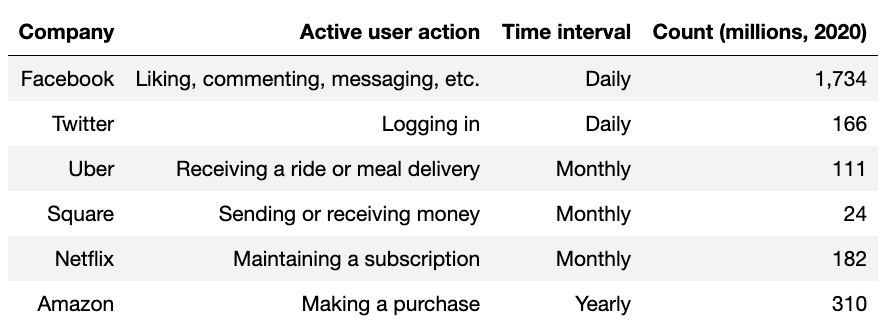 Company Active user action Time interval Count (millions, 2020)
Facebook Liking, commenting, messaging, etc. Daily 1,734
Twitter Logging in Daily 166
Uber Receiving a ride or meal delivery Monthly 111
Square Sending or receiving money Monthly 24
Netflix Maintaining a subscription Monthly 182
Amazon Making a purchase Yearly 310